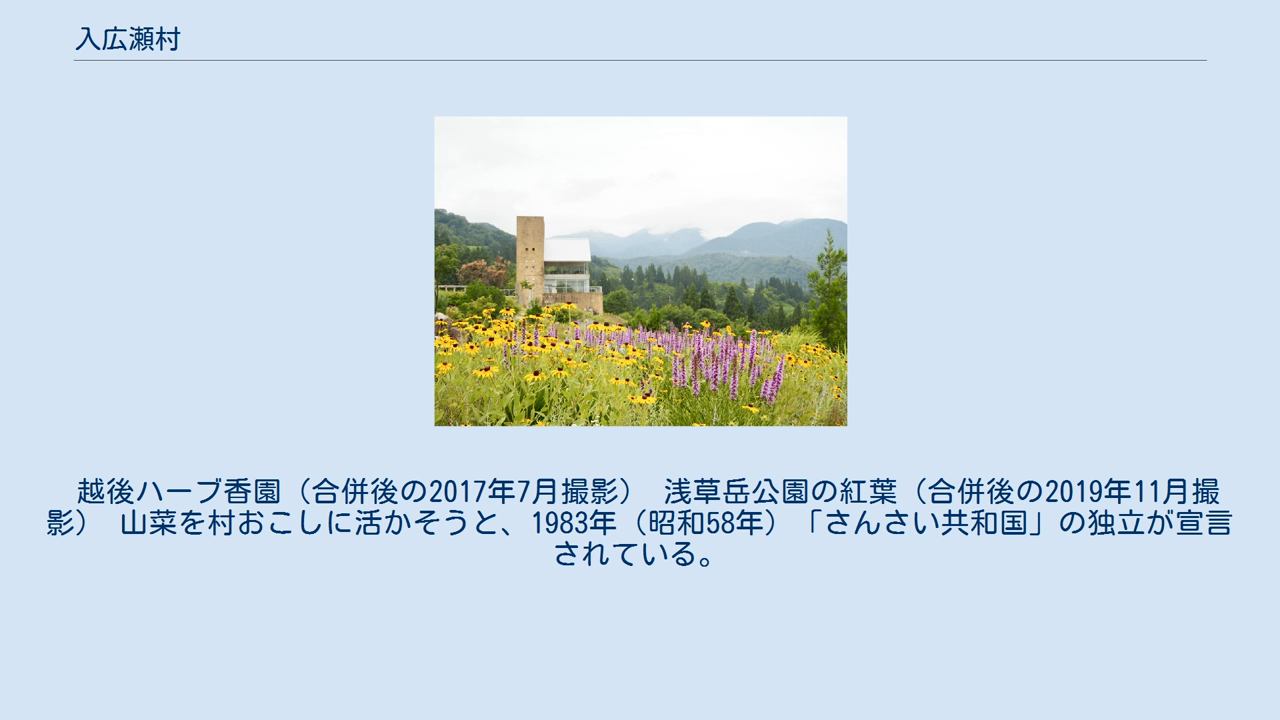 入広瀬村
越後ハーブ香園（合併後の2017年7月撮影） 浅草岳公園の紅葉（合併後の2019年11月撮
影） 山菜を村おこしに活かそうと、1983年（昭和58年）「さんさい共和国」の独立が宣言
されている。